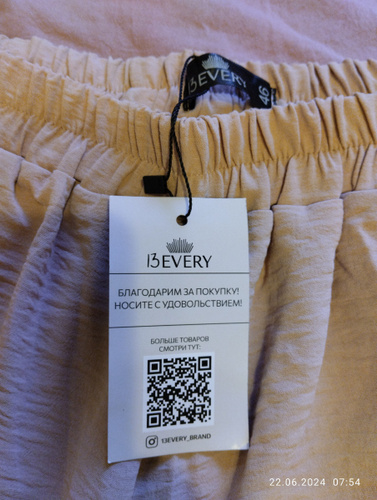 13EVERY
46
13EVERY
БЛАГОДАРИМ ЗА ПОКУПКУ!
НОСИТЕ С УДОВОЛЬСТВИЕМ!
БОЛЬШЕ ТОВАРОВ
СМОТРИ ТУТ:
13EVERY_BRAND
22.06.2024 07:54